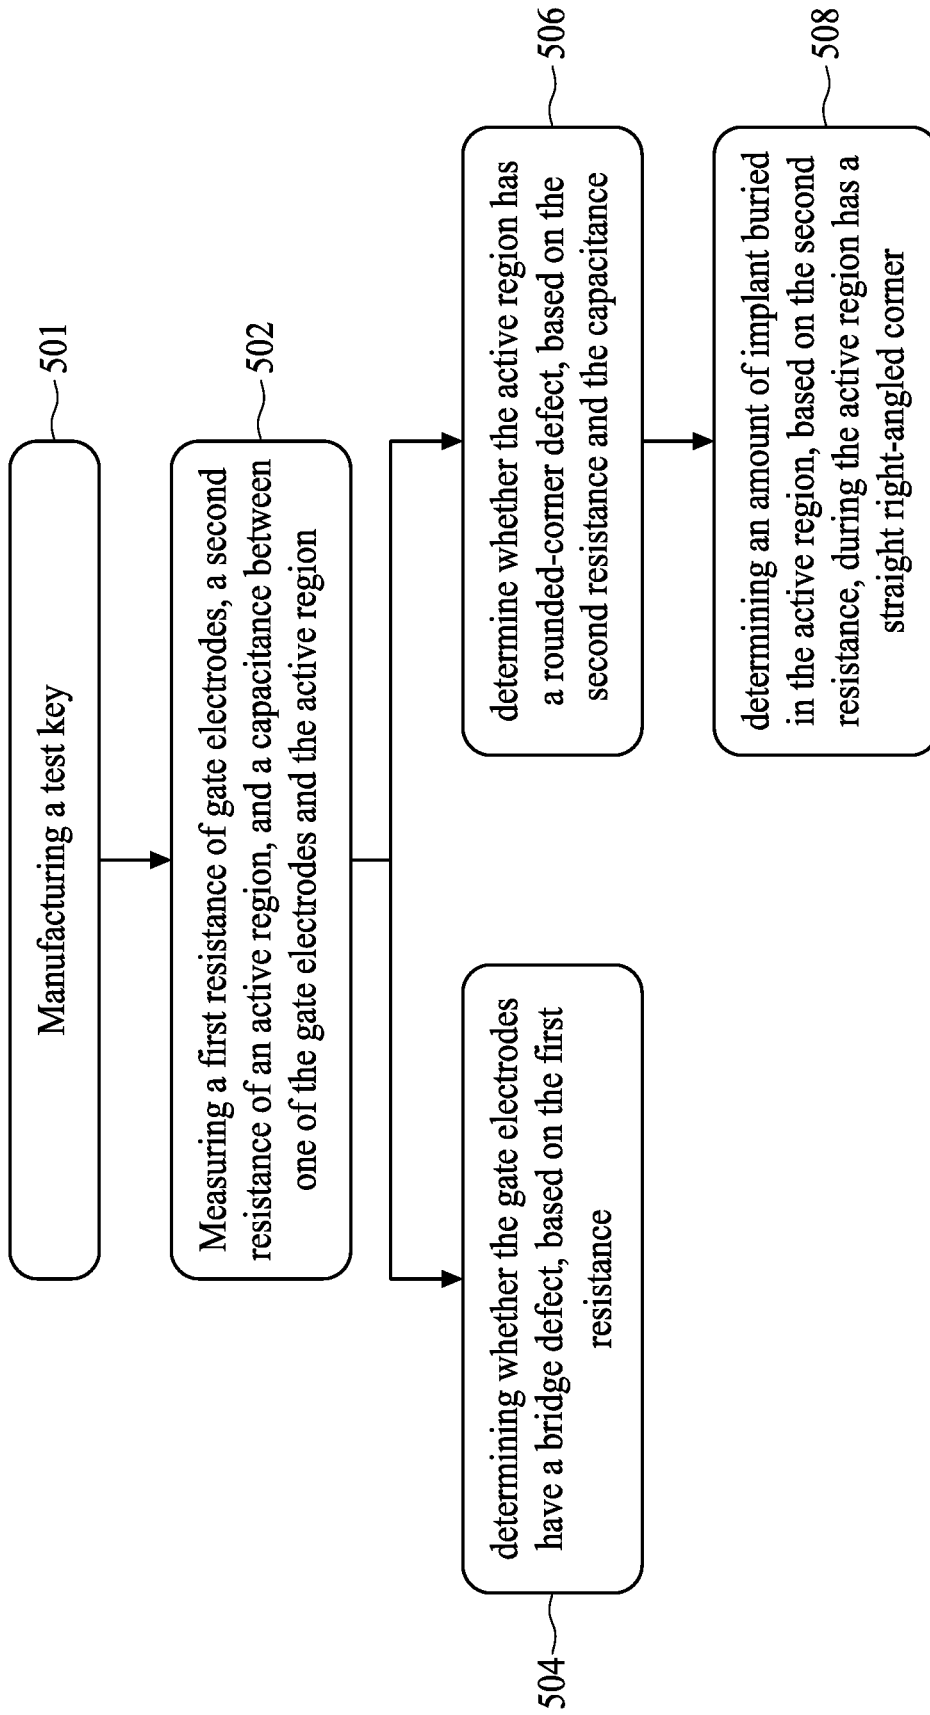 Manufacturing a test key
501
Measuring a first resistance of gate electrodes, a second
resistance of an active region, and a capacitance between
one of the gate electrodes and the active region
502
determining whether the gate electrodes
have a bridge defect, based on the first
resistance
504
determine whether the active region has
a rounded-corner defect, based on the
second resistance and the capacitance
506
determining an amount of implant buried
in the active region, based on the second
resistance, during the active region has a
straight right-angled corner
508